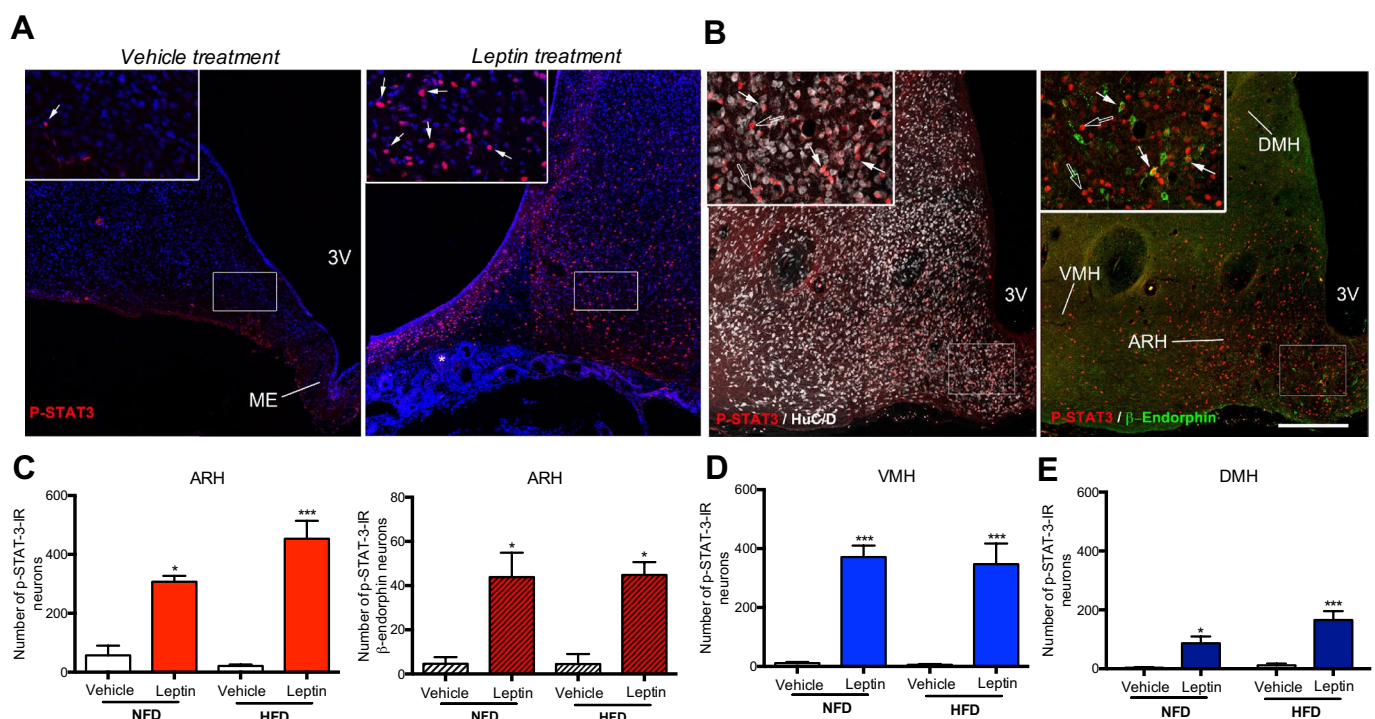 A
Vehicle treatment
Leptin treatment
3V
ME
P-STAT3
*
B
DMH
VMH
3V
ARH
P-STAT3 / HuC/D
P-STAT3 / β-Endorphin
C
ARH
Number of p-STAT-3-IR
neurons
600
400
200
0
*
***
Vehicle
Leptin
Vehicle
Leptin
NFD
HFD
ARH
Number of p-STAT-3-IR
β-endorphin neurons
80
60
40
20
0
*
*
Vehicle
Leptin
Vehicle
Leptin
NFD
HFD
D
VMH
Number of p-STAT-3-IR
neurons
600
400
200
0
***
***
Vehicle
Leptin
Vehicle
Leptin
NFD
HFD
E
DMH
Number of p-STAT-3-IR
neurons
600
400
200
0
*
***
Vehicle
Leptin
Vehicle
Leptin
NFD
HFD